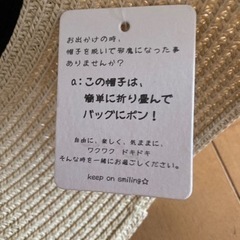 お出かけの時、
帽子を脱いで邪魔になった事
ありませんか？
a：この帽子は、
簡単に折り畳んで
バッグにポン！
自由に、楽しく、気ままに、
ワクワク ドキドキ
そんな時を一緒にお過ごしください。
keep on smiling☆